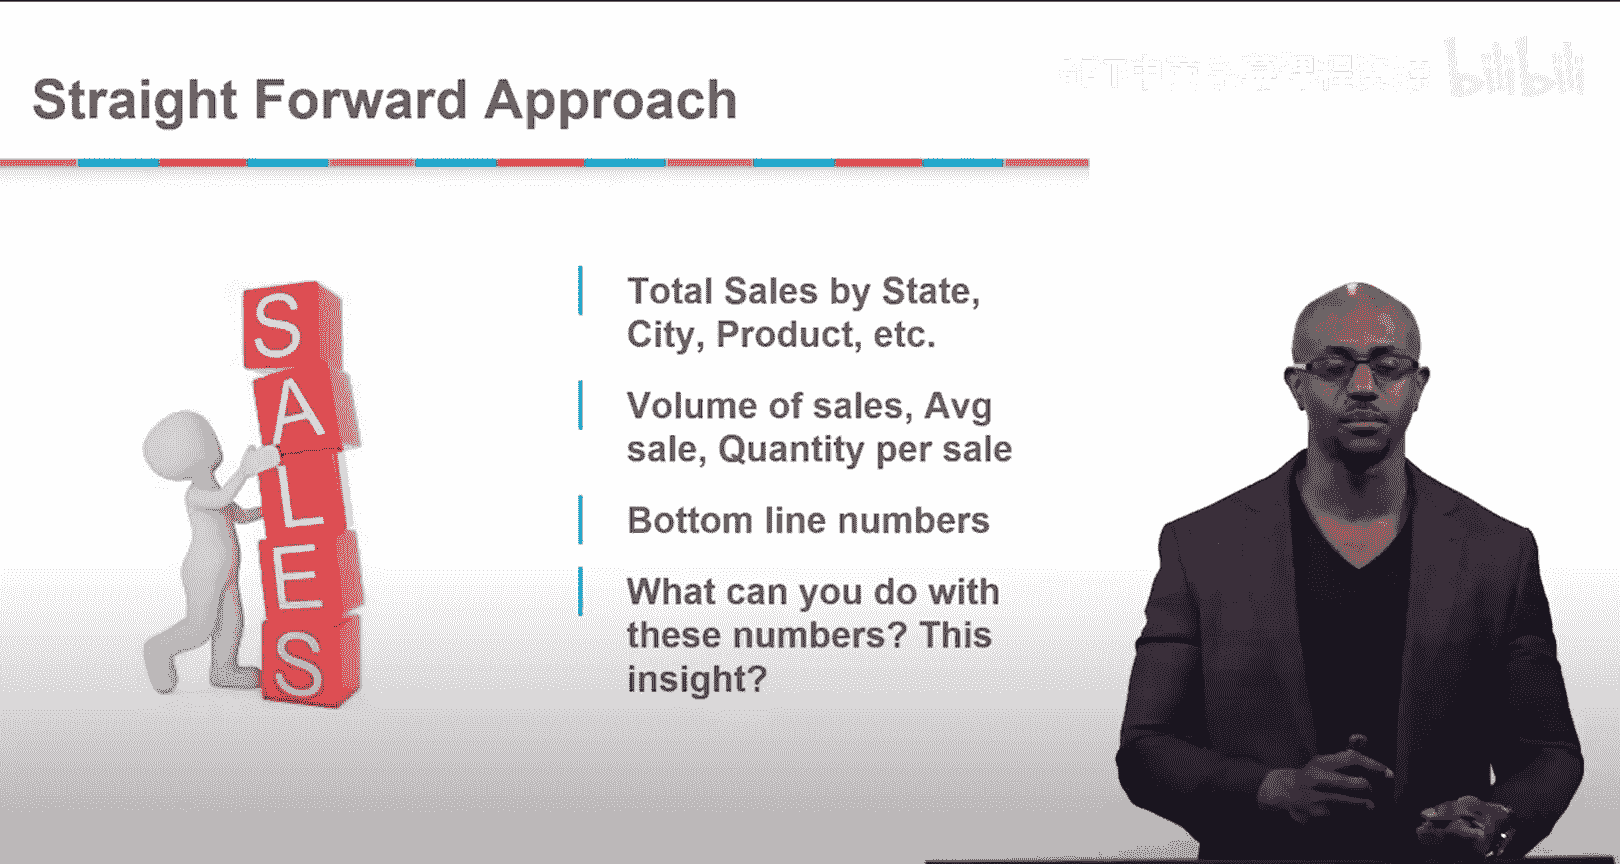 Straight Forward Approach
bilibili
SALES
Total Sales by State,
City, Product, etc.
Volume of sales, Avg
sale, Quantity per sale
Bottom line numbers
What can you do with
these numbers? This
insight?